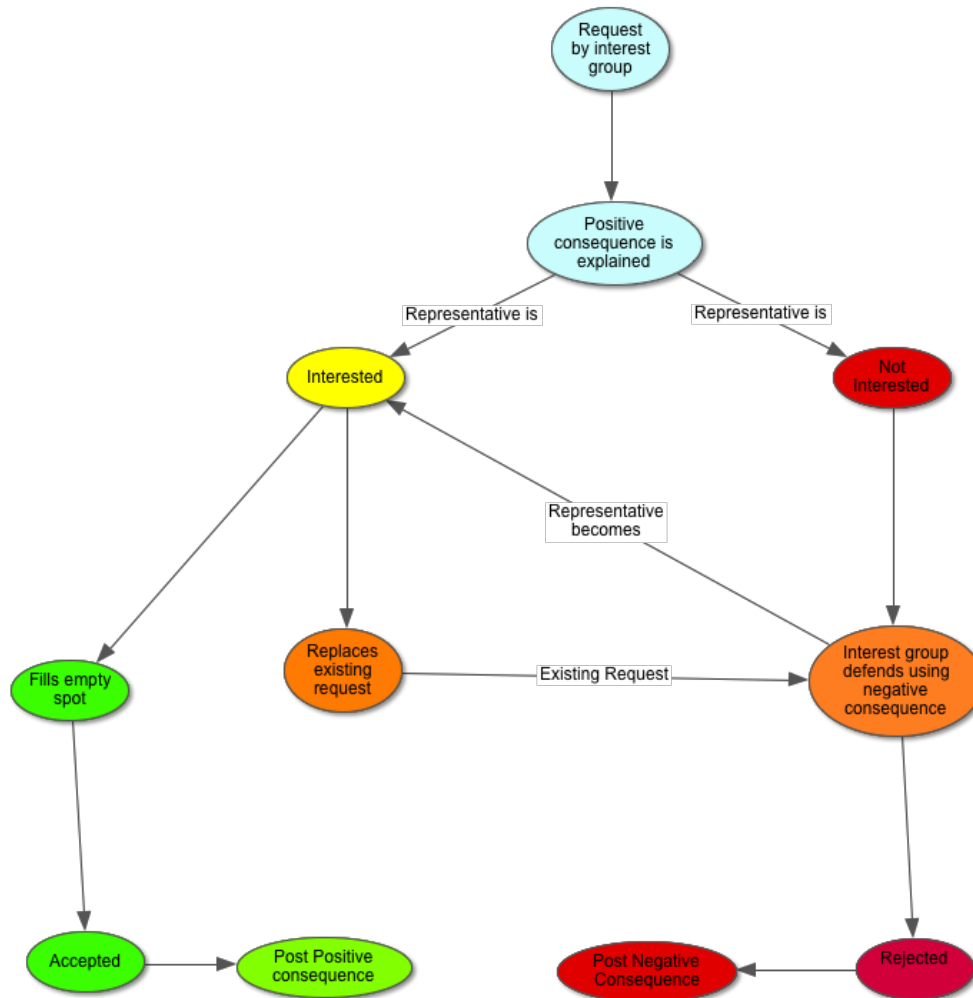 Request
by interest
group
Positive
consequence is
explained
Representative is
Representative is
Interested
Not
Interested
Representative
becomes
Replaces
existing
request
Existing Request
Interest group
defends using
negative
consequence
Fills empty
spot
Accepted
Post Positive
consequence
Post Negative
Consequence
Rejected